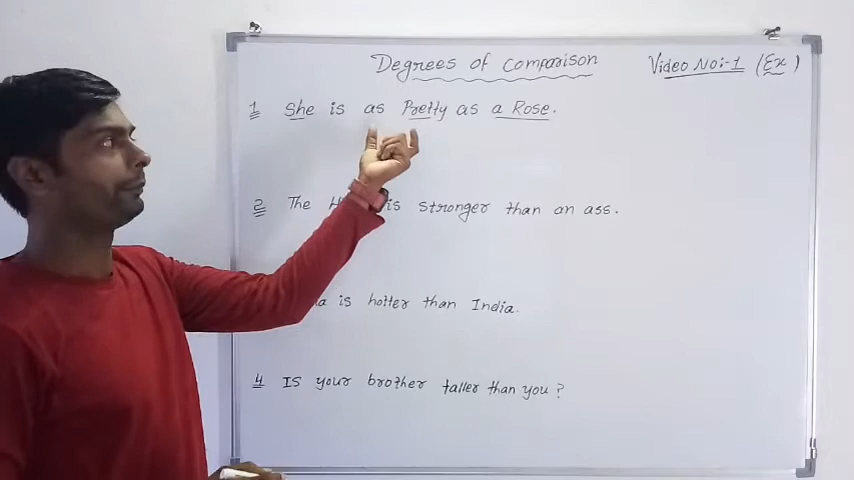 Degrees of Comparison
Video No:-1 (Ex)
1 She is as Pretty as a Rose.
2 The is stronger than an ass.
is hotter than India.
4 Is your brother taller than you?